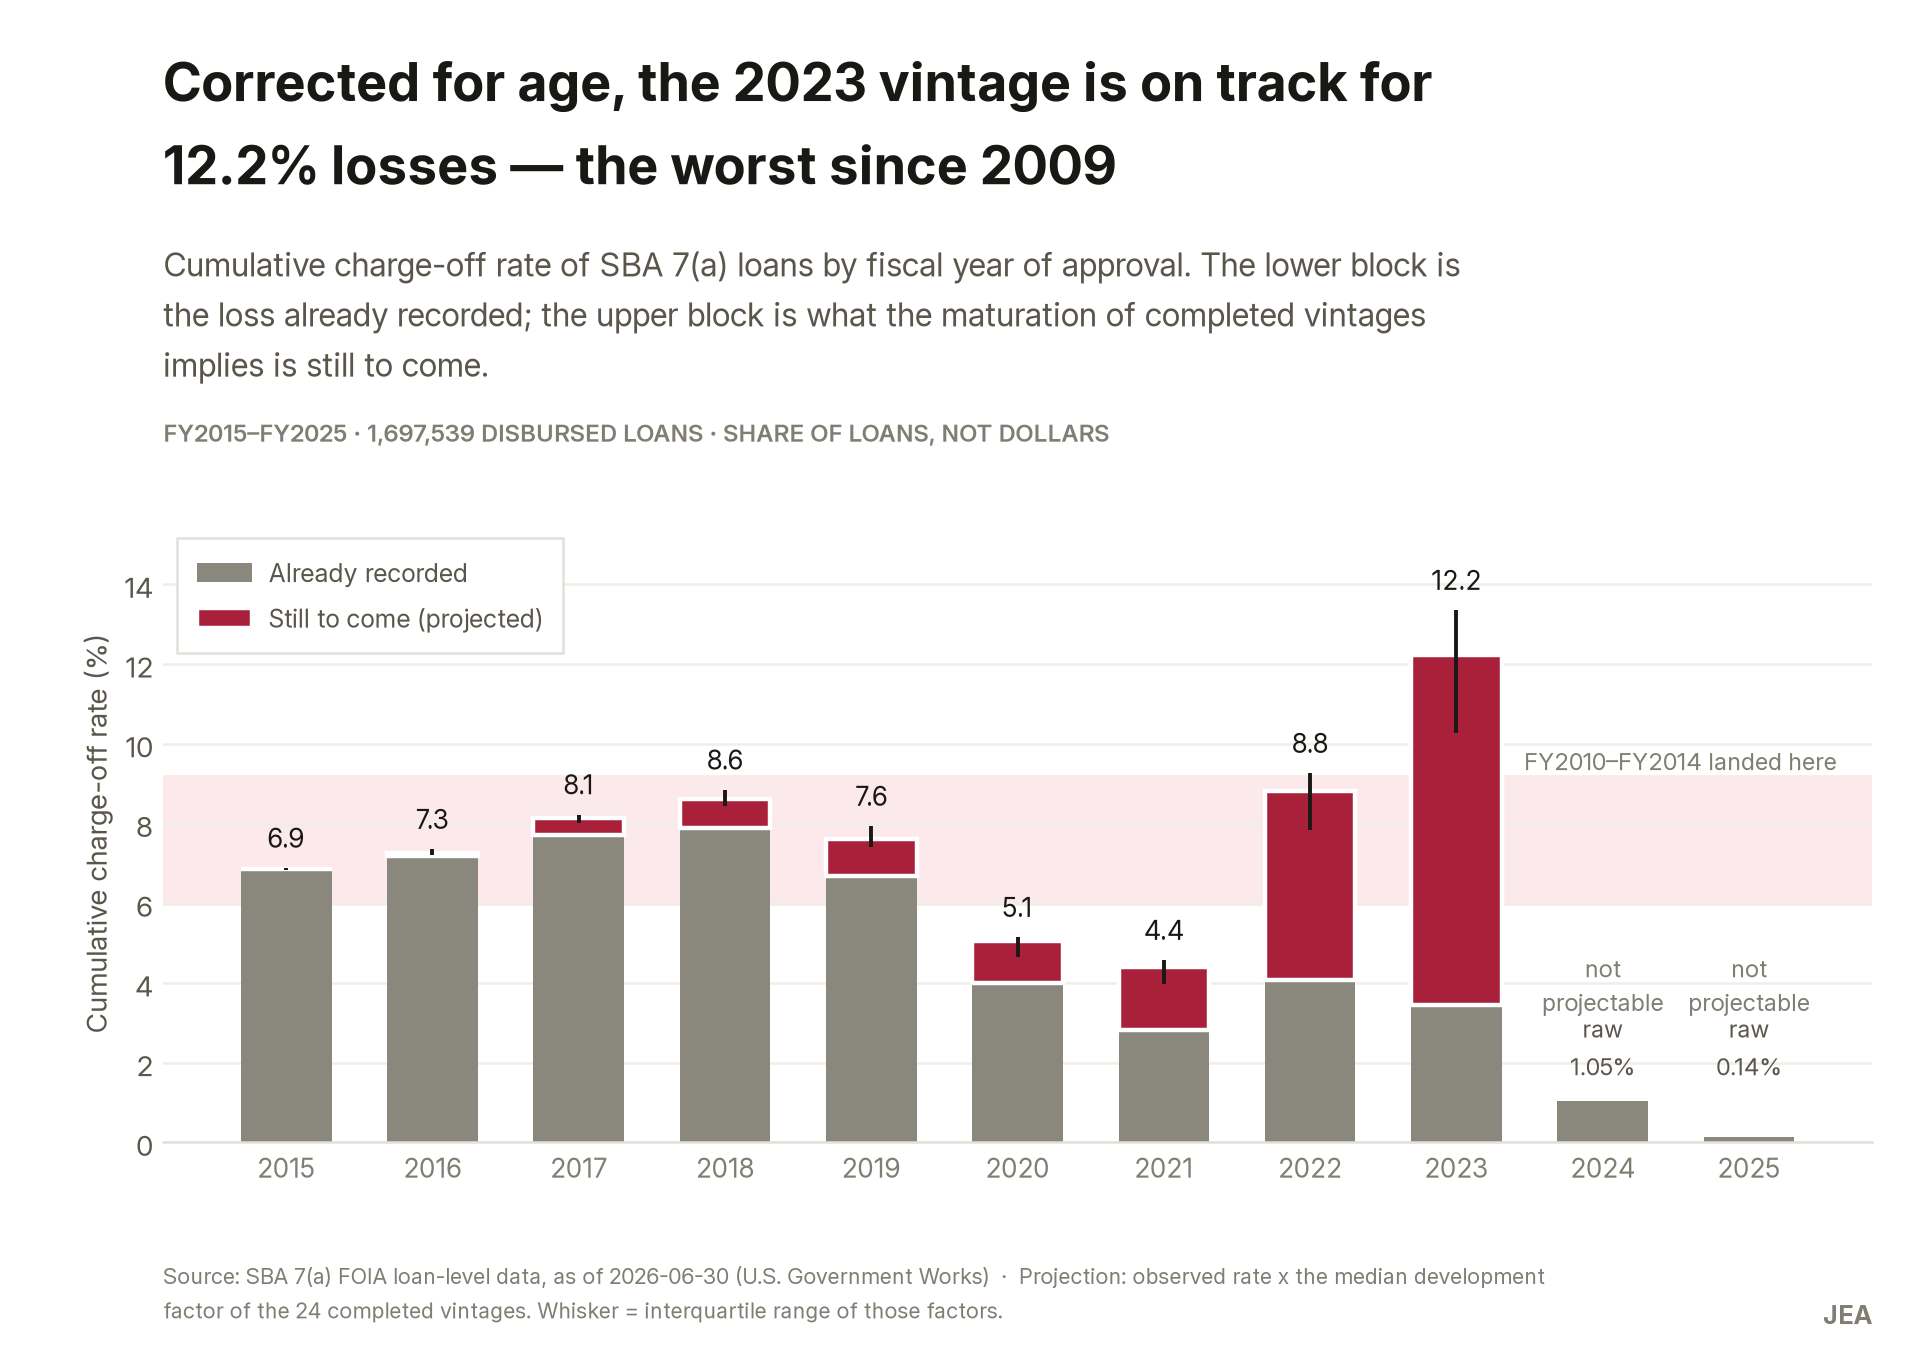 Corrected for age, the 2023 vintage is on track for
12.2% losses — the worst since 2009
Cumulative charge-off rate of SBA 7(a) loans by fiscal year of approval. The lower block is
the loss already recorded; the upper block is what the maturation of completed vintages
implies is still to come.
FY2015–FY2025 · 1,697,539 DISBURSED LOANS · SHARE OF LOANS, NOT DOLLARS
Already recorded
Still to come (projected)
Cumulative charge-off rate (%)
14
12
10
8
6
4
2
0
6.9
7.3
8.1
8.6
7.6
5.1
4.4
8.8
12.2
FY2010–FY2014 landed here
not
projectable
raw
1.05%
not
projectable
raw
0.14%
2015
2016
2017
2018
2019
2020
2021
2022
2023
2024
2025
Source: SBA 7(a) FOIA loan-level data, as of 2026-06-30 (U.S. Government Works) · Projection: observed rate x the median development
factor of the 24 completed vintages. Whisker = interquartile range of those factors.
JEA